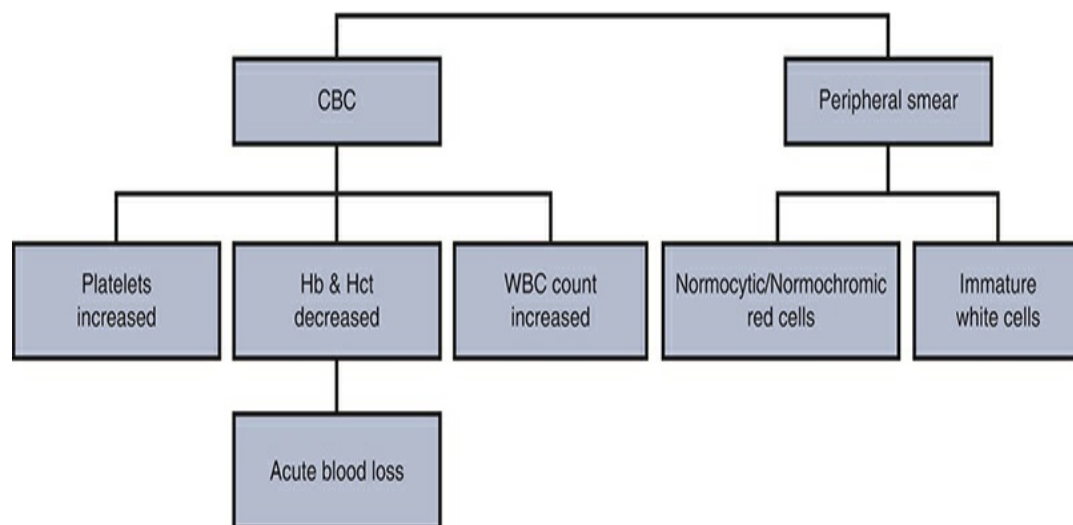 CBC
Peripheral smear
Platelets
increased
Hb & Hct
decreased
WBC count
increased
Normocytic/Normochromic
red cells
Immature
white cells
Acute blood loss